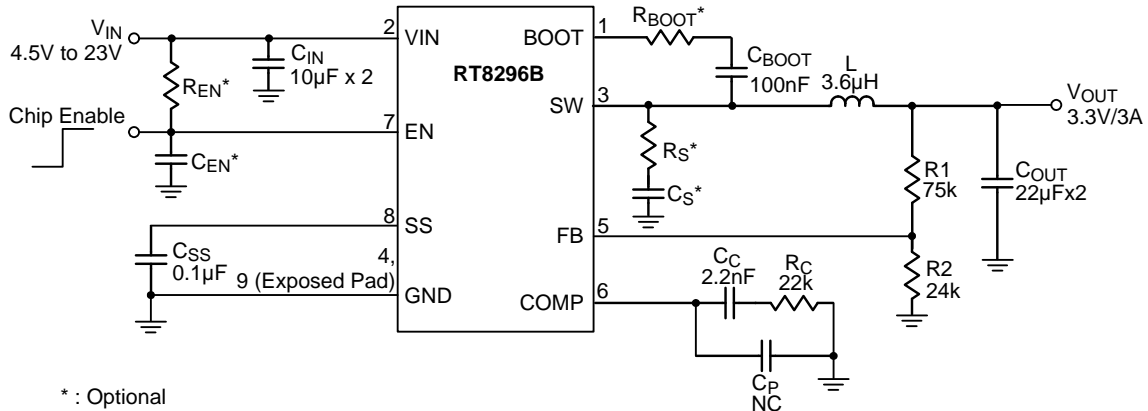 VIN
4.5V to 23V
REN*
CIN
10µF x 2
Chip Enable
CEN*
CSS
0.1µF
2
VIN
7
EN
8
SS
4,
9 (Exposed Pad)
GND
RT8296B
BOOT
1
SW
3
FB
5
COMP
6
RBOOT*
CBOOT
100nF
L
3.6µH
RS*
CS*
VOUT
3.3V/3A
R1
75k
COUT
22µFx2
R2
24k
CC
2.2nF
RC
22k
CP
NC
* : Optional